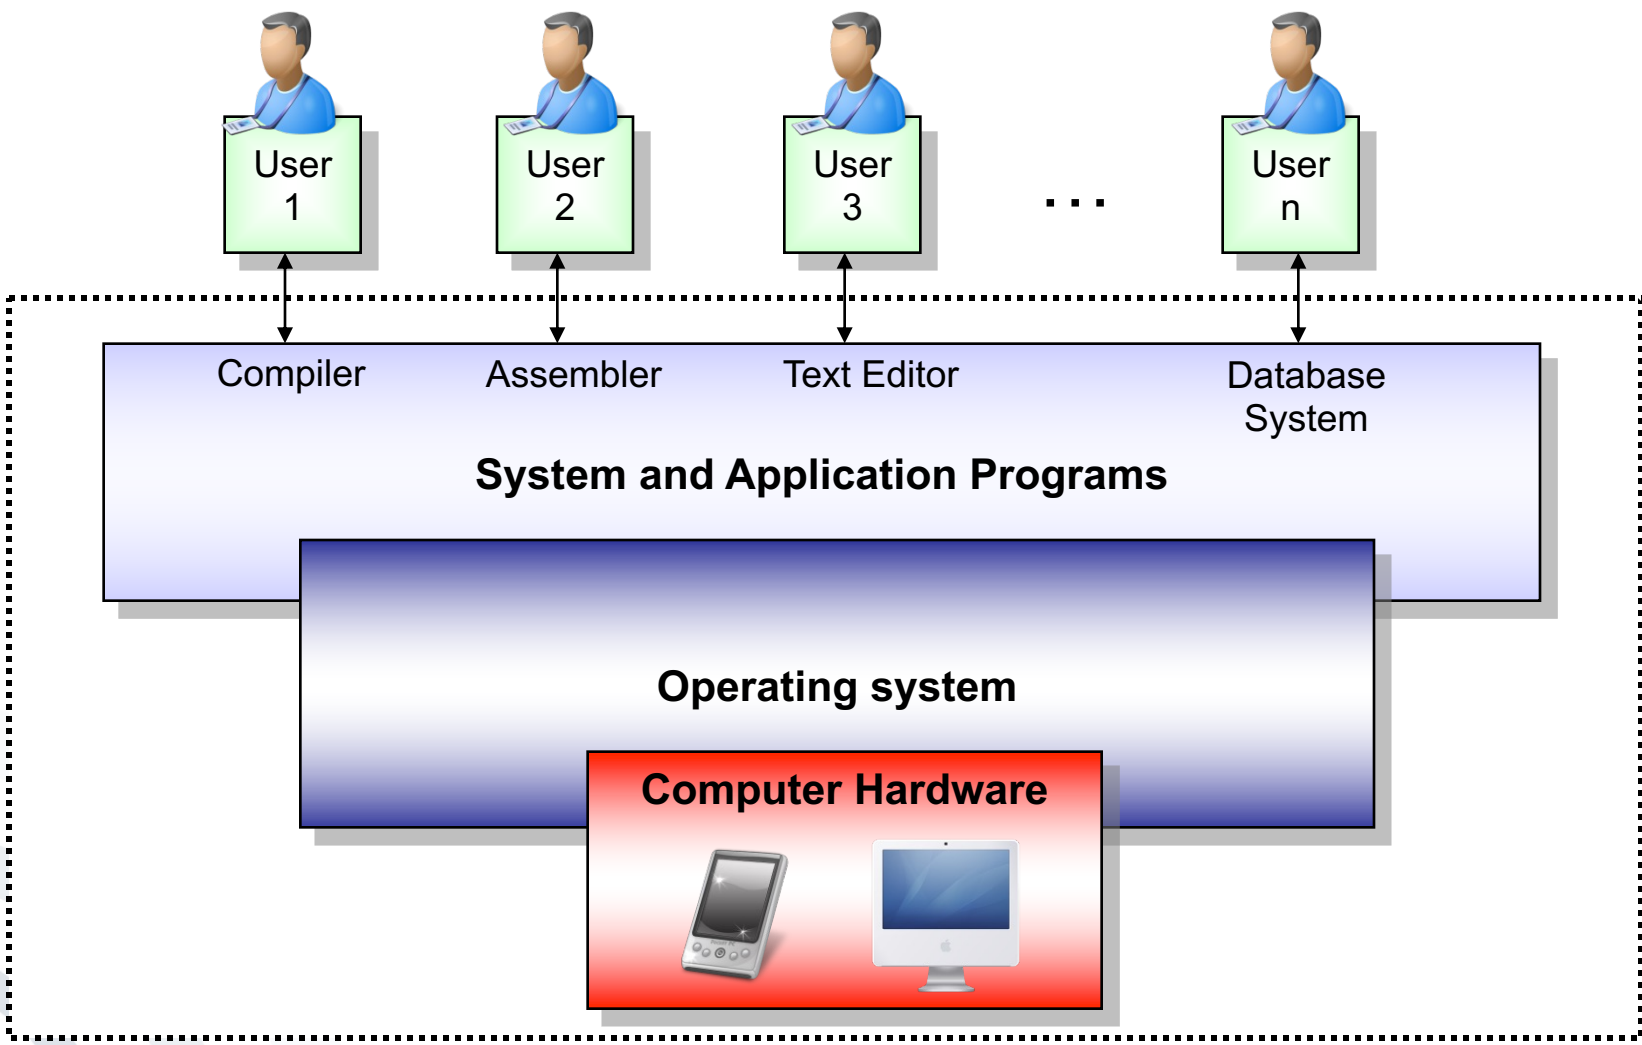 User
1
User
2
User
3
...
User
n
Compiler
Assembler
Text Editor
Database
System
System and Application Programs
Operating system
Computer Hardware